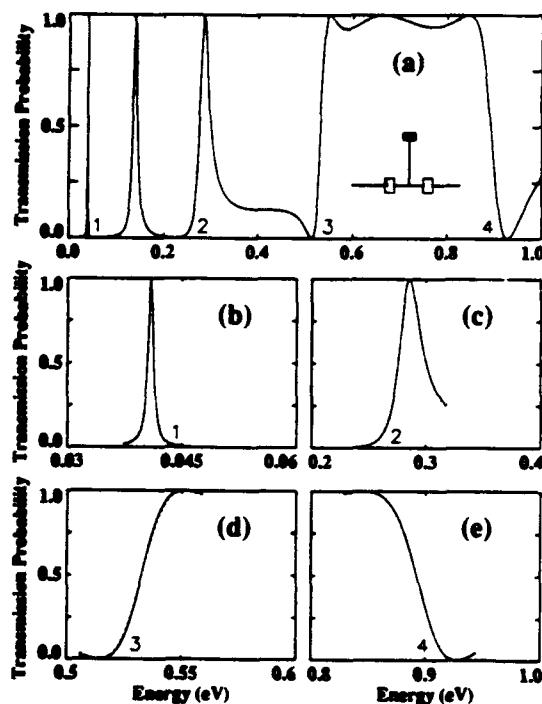 Transmission Probability
1.0
0.5
0.0
(a)
1 2 3 4
0.0 0.2 0.4 0.6 0.8 1.0
Transmission Probability
1.0
0.5
0.0
(b)
1
0.03 0.045 0.06
(c)
2
0.2 0.3 0.4
Transmission Probability
1.0
0.5
0.0
(d)
3
0.5 0.55 0.6
Energy (eV)
(e)
4
0.8 0.9 1.0
Energy (eV)